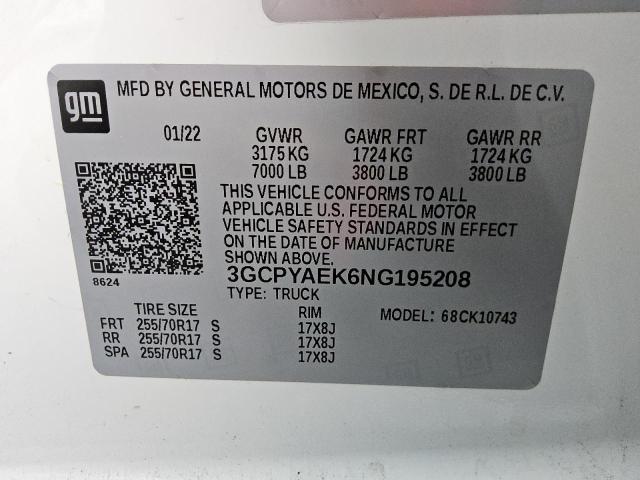 gm MFD BY GENERAL MOTORS DE MEXICO, S. DE R.L. DE C.V.
01/22 GVWR GAWR FRT GAWR RR
3175 KG 1724 KG 1724 KG
7000 LB 3800 LB 3800 LB
THIS VEHICLE CONFORMS TO ALL
APPLICABLE U.S. FEDERAL MOTOR
VEHICLE SAFETY STANDARDS IN EFFECT
ON THE DATE OF MANUFACTURE
SHOWN ABOVE.
8624 3GCPYAEK6NG195208
TYPE: TRUCK
TIRE SIZE RIM MODEL: 68CK10743
FRT 255/70R17 S 17X8J
RR 255/70R17 S 17X8J
SPA 255/70R17 S 17X8J